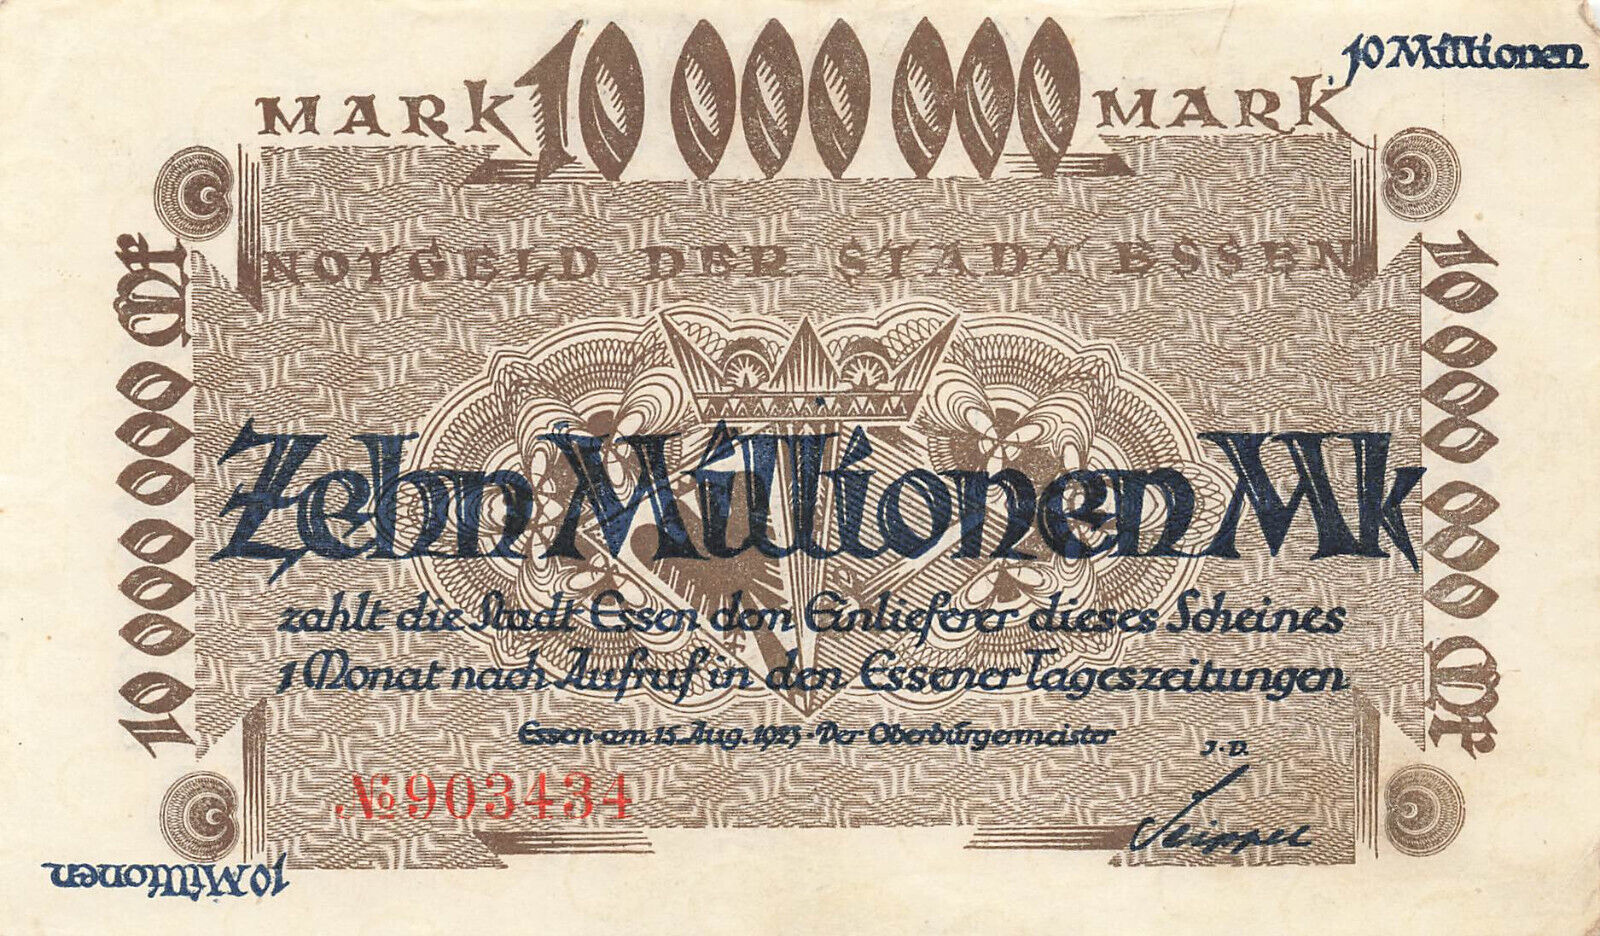 MARK 10 000 000 MARK
10 Millionen
NOTGELD DER STADT ESSEN
10 000 000 Mk
10 000 000 Mk
Zehn Millionen Mk
zahlt die Stadt Essen dem Einlieferer dieses Scheines
1 Monat nach Aufruf in den Essener Tageszeitungen
Essen·am 15. Aug. 1923·Der Oberbürgermeister
J. V.
№ 903434
10 Millionen